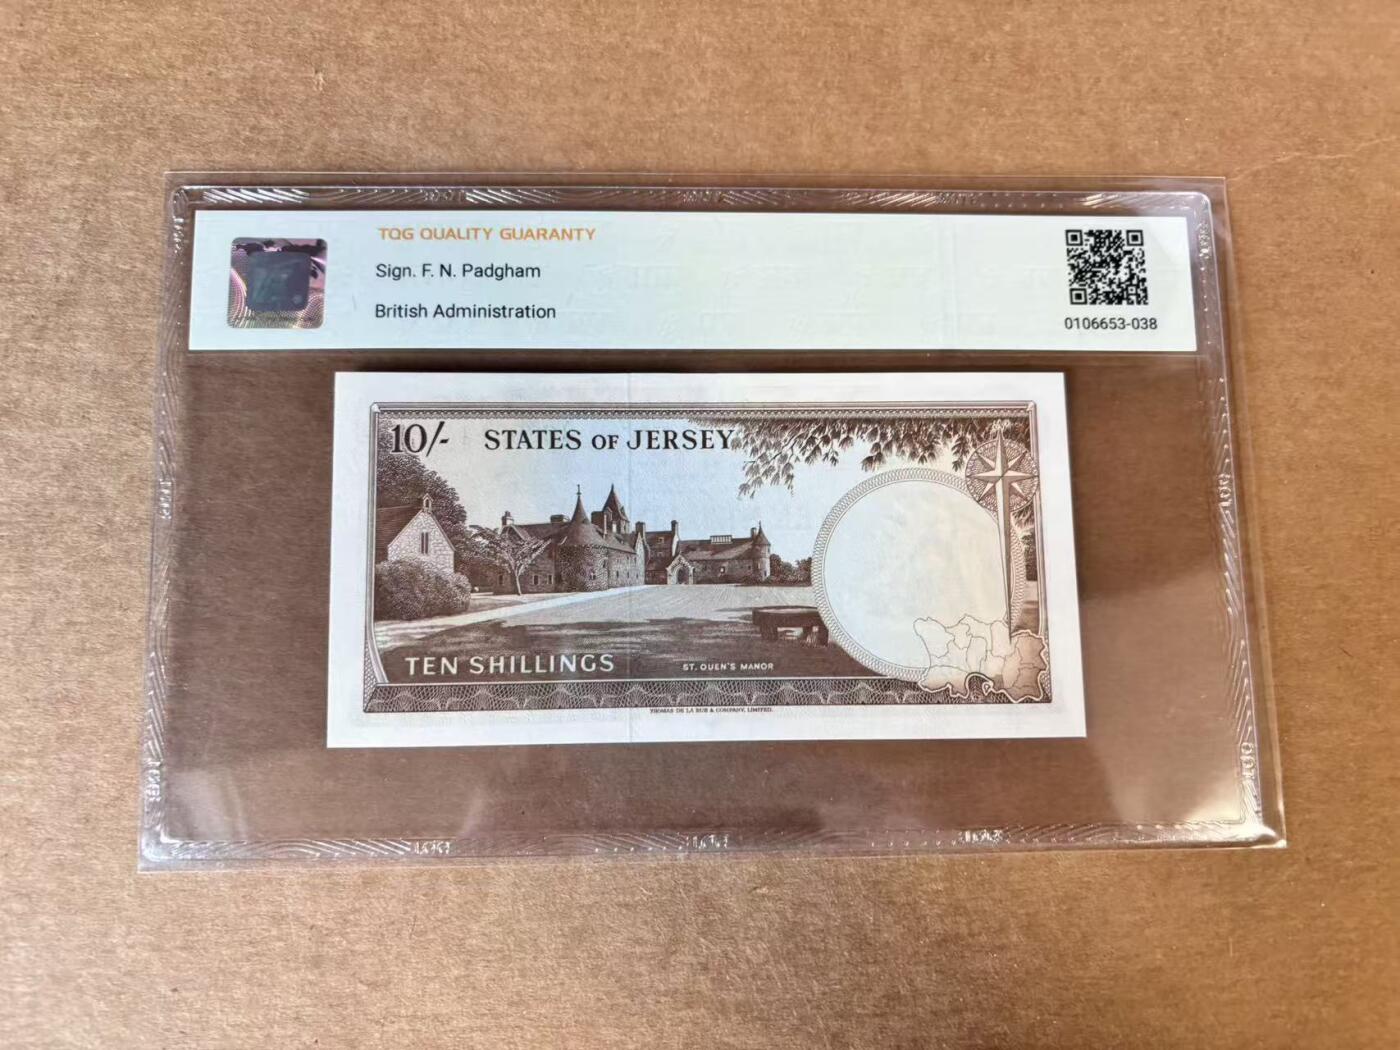 TQG QUALITY GUARANTY
Sign. F. N. Padgham
British Administration
0106653-038
10/- STATES OF JERSEY
TEN SHILLINGS
ST. OUEN'S MANOR
THOMAS DE LA RUE & COMPANY, LIMITED.